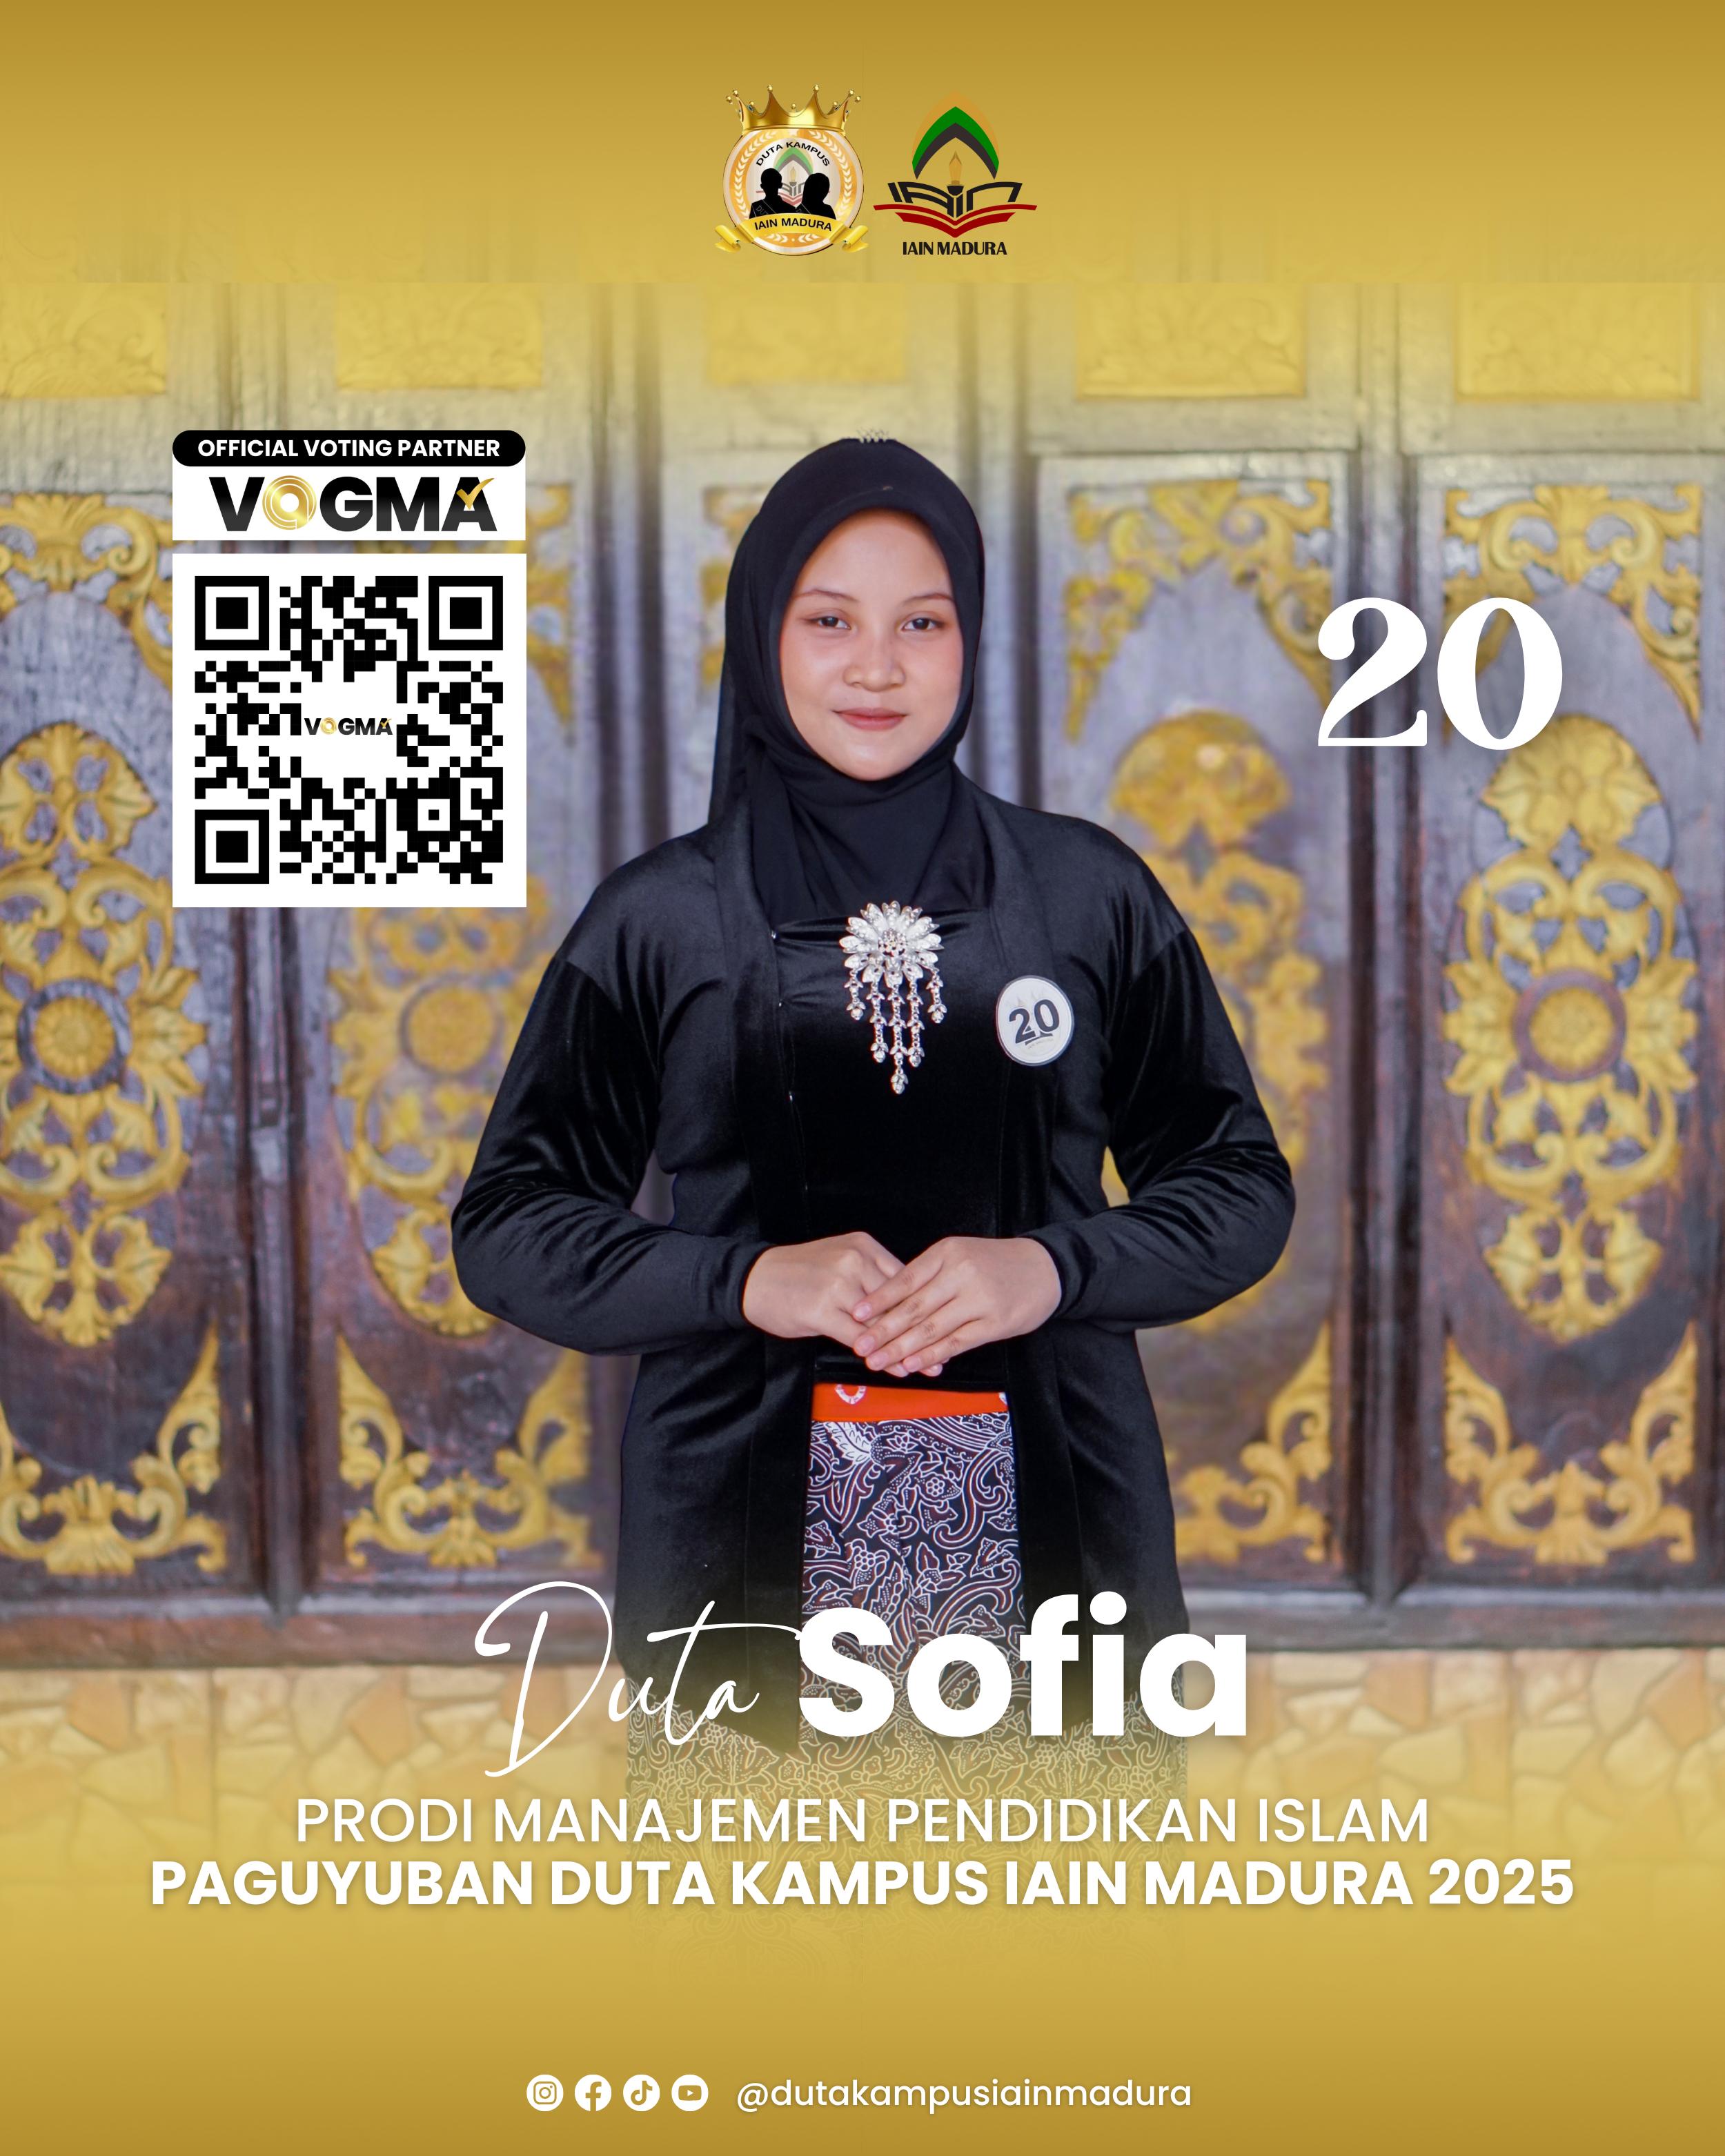 DUTA KAMPUS
IAIN MADURA
IAIN MADURA
OFFICIAL VOTING PARTNER
VOGMA
VOGMA
20
20
Duta Sofia
PRODI MANAJEMEN PENDIDIKAN ISLAM
PAGUYUBAN DUTA KAMPUS IAIN MADURA 2025
@dutakampusiainmadura